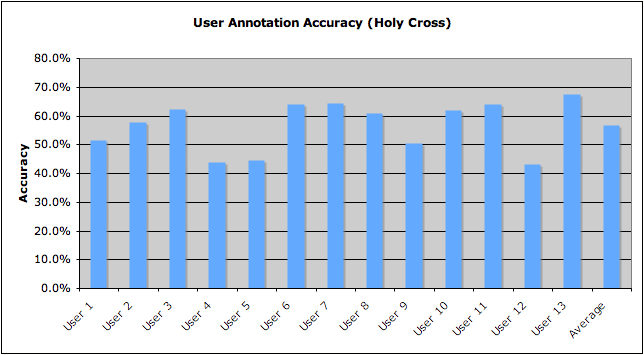 User Annotation Accuracy (Holy Cross)
80.0%
70.0%
60.0%
50.0%
40.0%
30.0%
20.0%
10.0%
0.0%
Accuracy
User 1
User 2
User 3
User 4
User 5
User 6
User 7
User 8
User 9
User 10
User 11
User 12
User 13
Average